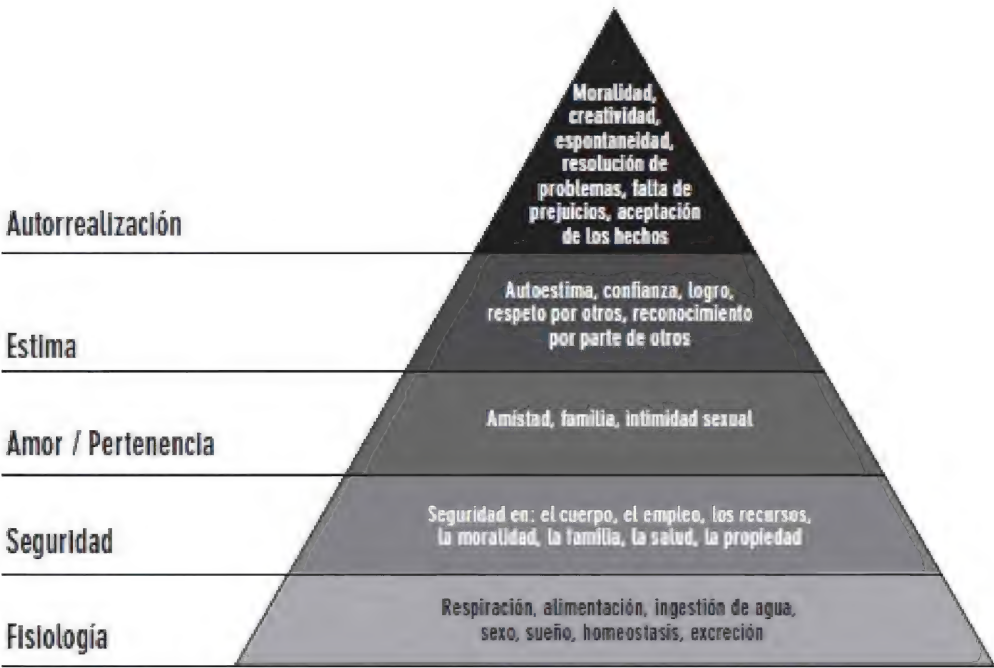 Moralidad,
creatividad,
espontaneidad,
resolución de
problemas, falta de
prejuicios, aceptación
de los hechos
Autorrealización
Autoestima, confianza, logro,
respeto por otros, reconocimiento
por parte de otros
Estima
Amistad, familia, intimidad sexual
Amor / Pertenencia
Seguridad en: el cuerpo, el empleo, los recursos,
la moralidad, la familia, la salud, la propiedad
Seguridad
Respiración, alimentación, ingestión de agua,
sexo, sueño, homeostasis, excreción
Fisiología